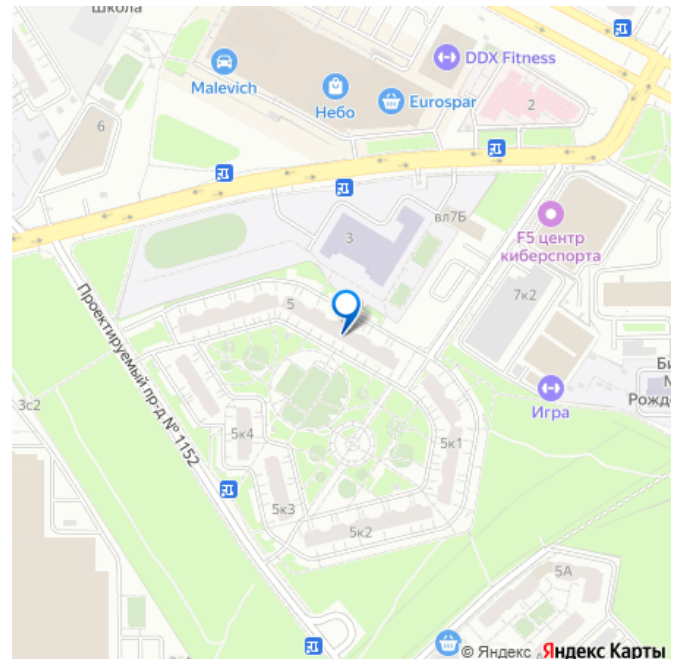 Школа
DDX Fitness
Malevich
Небо
Eurospar
2
6
3
вл7Б
F5 центр
киберспорта
7к2
5
Проектируемый пр-д № 1152
3с2
Игра
5к4
5к1
5к3
5к2
5А
© Яндекс Яндекс Карты